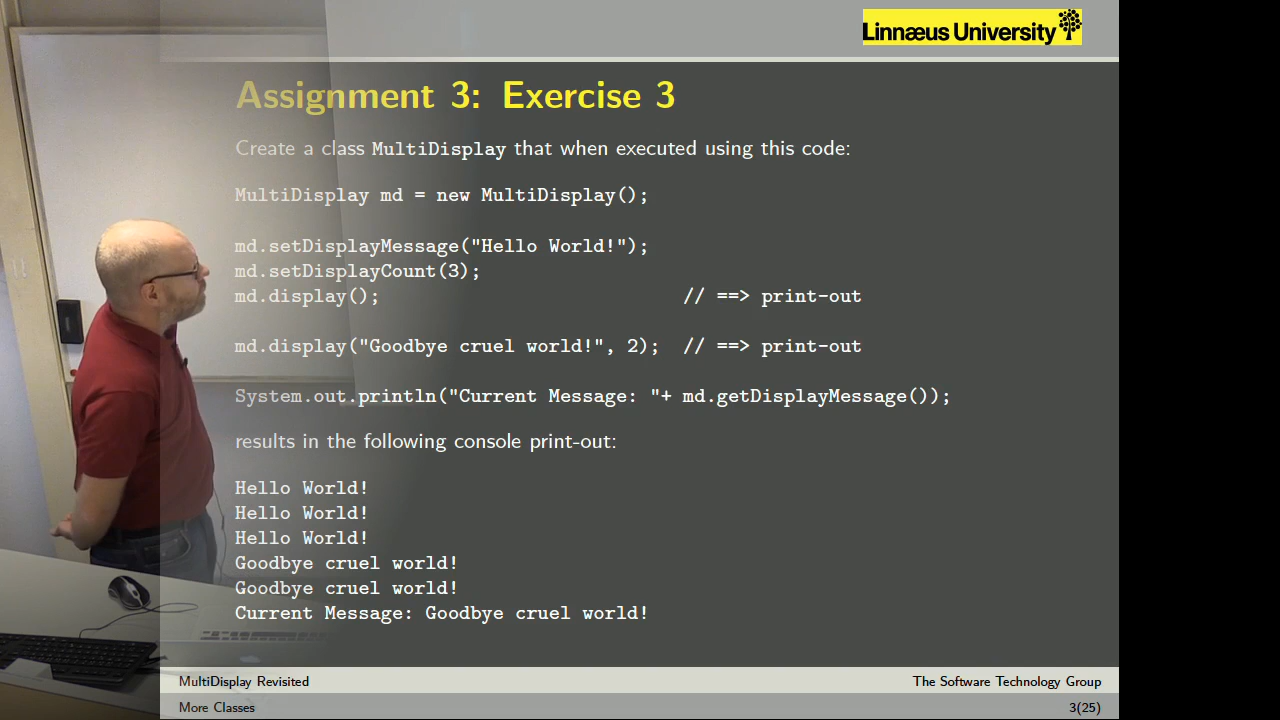 Linnæus University
Assignment 3: Exercise 3
Create a class MultiDisplay that when executed using this code:
MultiDisplay md = new MultiDisplay();
md.setDisplayMessage("Hello World!");
md.setDisplayCount(3);
md.display(); // ==> print-out
md.display("Goodbye cruel world!", 2); // ==> print-out
System.out.println("Current Message: "+ md.getDisplayMessage());
results in the following console print-out:
Hello World!
Hello World!
Hello World!
Goodbye cruel world!
Goodbye cruel world!
Current Message: Goodbye cruel world!
MultiDisplay Revisited The Software Technology Group
More Classes 3(25)